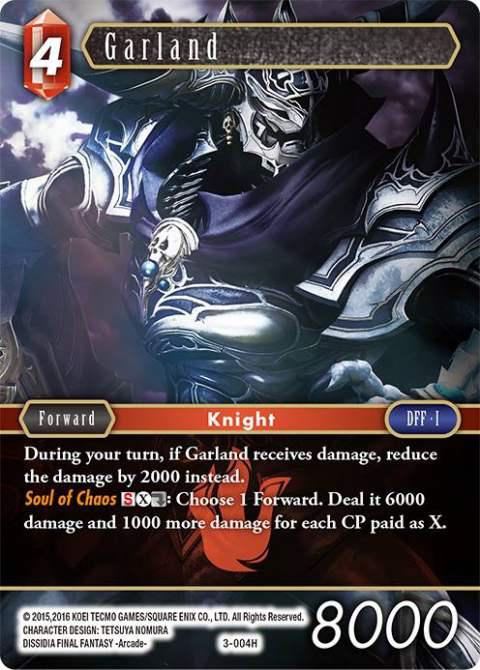 4
Garland
Forward
Knight
DFF · I
During your turn, if Garland receives damage, reduce
the damage by 2000 instead.
Soul of Chaos S X : Choose 1 Forward. Deal it 6000
damage and 1000 more damage for each CP paid as X.
© 2015,2016 KOEI TECMO GAMES/SQUARE ENIX CO., LTD. All Rights Reserved.
CHARACTER DESIGN: TETSUYA NOMURA
DISSIDIA FINAL FANTASY -Arcade-
3-004H
8000